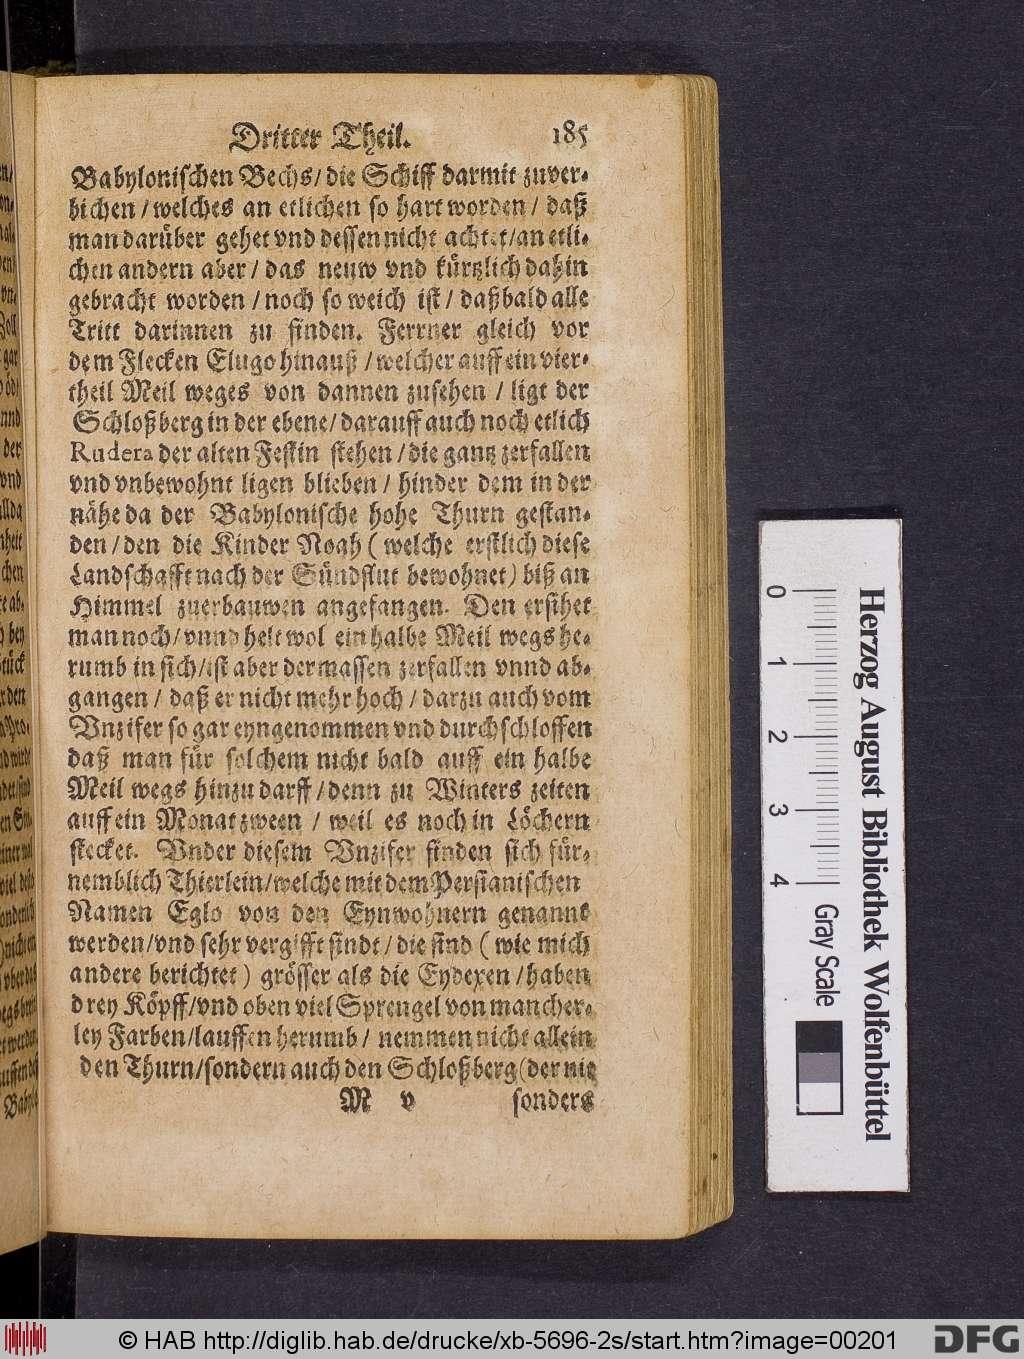 Dritter Theil. 185
Babylonischen Bechs/ die Schiff darmit zuver-
bichen / welches an etlichen so hart worden / daß
man darüber gehet vnd dessen nicht achtet / an etli-
chen andern aber / das neuw vnd kürtzlich dahin
gebracht worden / noch so weich ist / daß bald alle
Tritt darinnen zu finden. Ferrner gleich vor
dem Flecken Elugo hinauß / welcher auff ein vier-
theil Meil weges von dannen zusehen / ligt der
Schloßberg in der ebene / darauff auch noch etlich
Rudera der alten Festin stehen / die gantz zerfallen
vnd vnbewohnt ligen blieben / hinder dem in der
nähe da der Babylonische hohe Thurn gestan-
den / den die Kinder Noah ( welche erstlich diese
Landschafft nach der Sündflut bewohnet ) biß an
Himmel zuerbauwen angefangen. Den ersihet
man noch / vnnd helt wol ein halbe Meil wegs he-
rumb in sich / ist aber dermassen zerfallen vnnd ab-
gangen / daß er nicht mehr hoch / darzu auch vom
Vnzifer so gar eyngenommen vnd durchschloffen
daß man für solchem nicht bald auff ein halbe
Meil wegs hinzu darff / denn zu Winters zeiten
auff ein Monat zween / weil es noch in Löchern
stecket. Vnder diesem Vnzifer finden sich für-
nemblich Thierlein / welche mit dem Persianischen
Namen Eglo von den Eynwohnern genannt
werden / vnd sehr vergifft sindt / die sind ( wie mich
andere berichtet ) grösser als die Eydexen / haben
drey Köpff / vnd oben viel Sprengel von mancher-
ley Farben / lauffen herumb / nemmen nicht allein
den Thurn / sondern auch den Schloßberg ( der nie
M v sonders
0 1 2 3 4
Gray Scale
Herzog August Bibliothek Wolfenbüttel
© HAB http://diglib.hab.de/drucke/xb-5696-2s/start.htm?image=00201
DFG